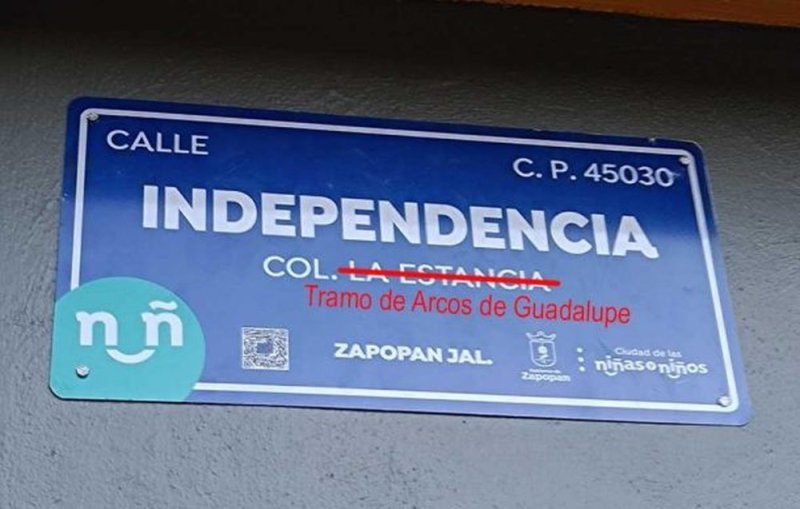 CALLE
C. P. 45030
INDEPENDENCIA
COL. LA ESTANCIA
Tramo de Arcos de Guadalupe
n ñ
ZAPOPAN JAL.
Zapopan
Ciudad de las
niñas y niños